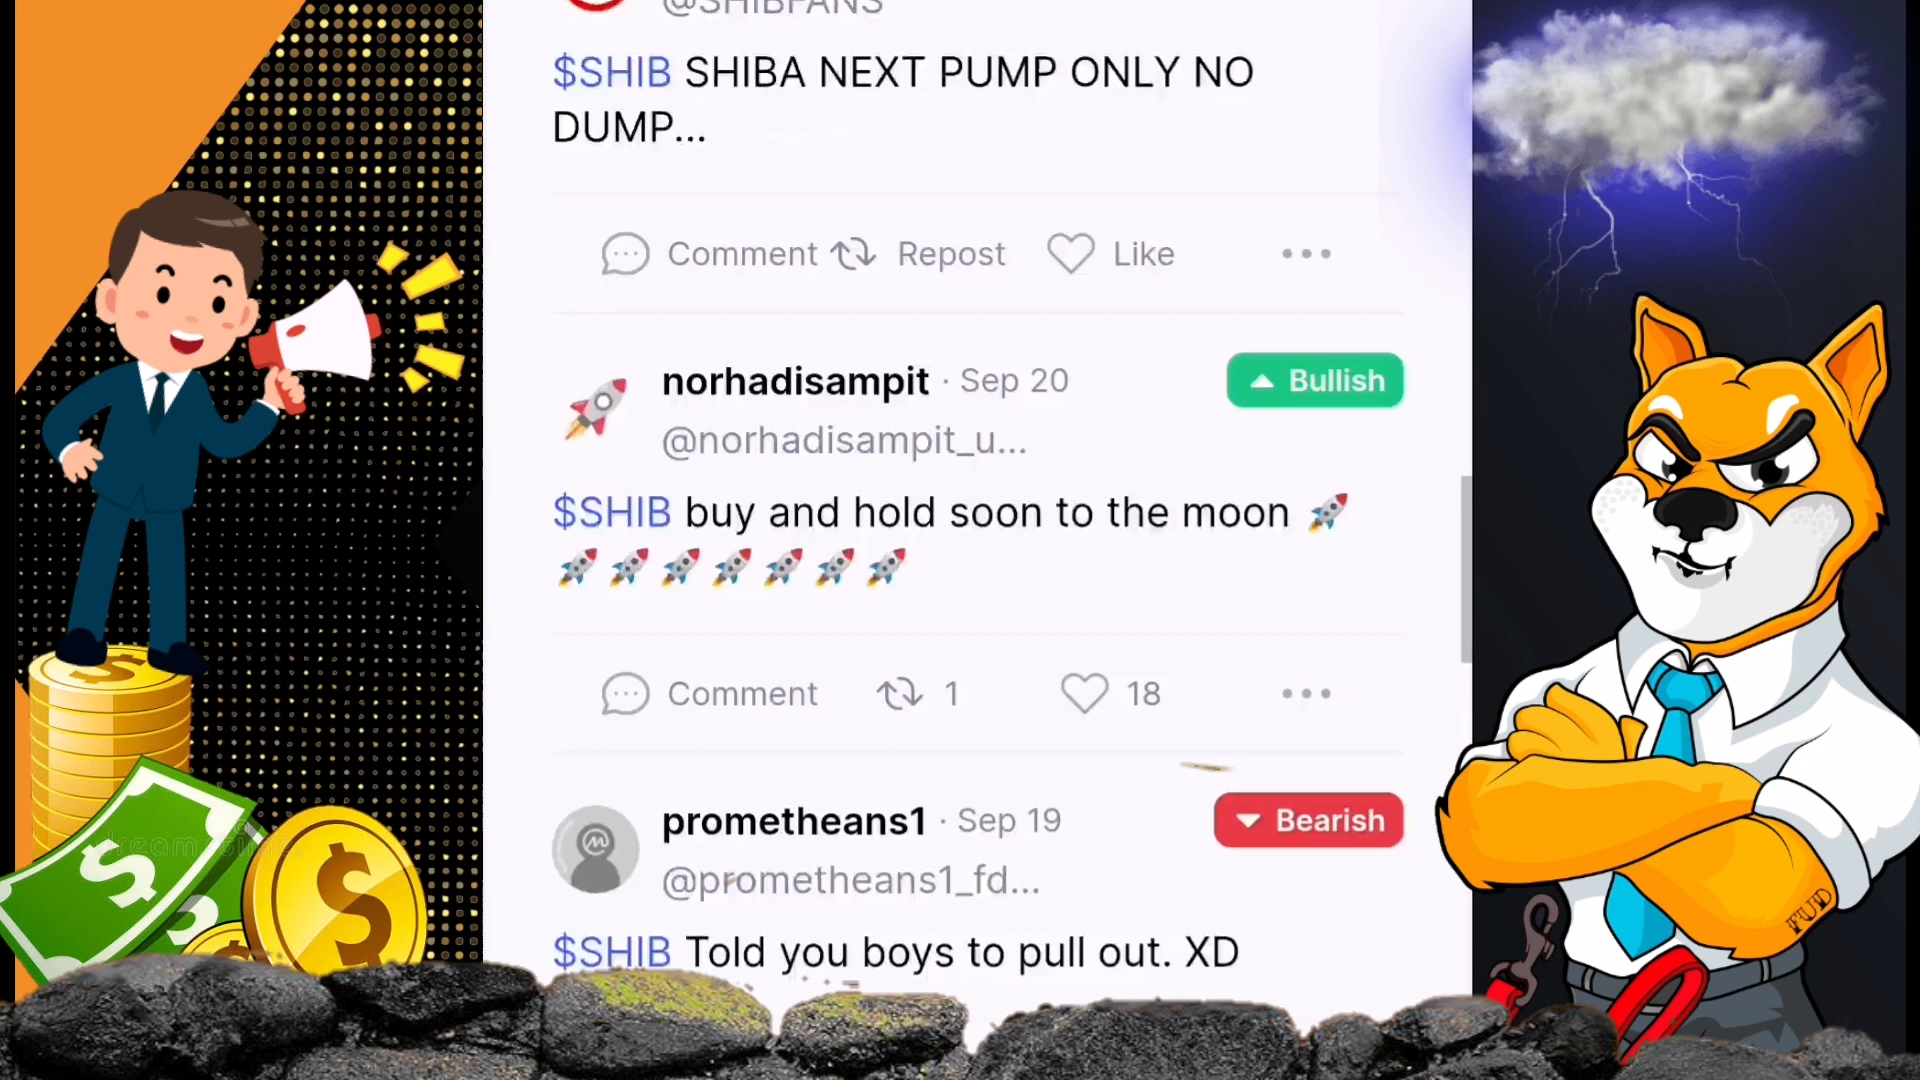 @SHIBFANS
$SHIB SHIBA NEXT PUMP ONLY NO
DUMP...
Comment Repost Like
norhadisampit · Sep 20 Bullish
@norhadisampit_u...
$SHIB buy and hold soon to the moon 🚀
🚀🚀🚀🚀🚀🚀🚀
Comment 1 18
prometheans1 · Sep 19 Bearish
@prometheans1_fd...
$SHIB Told you boys to pull out. XD
FUD